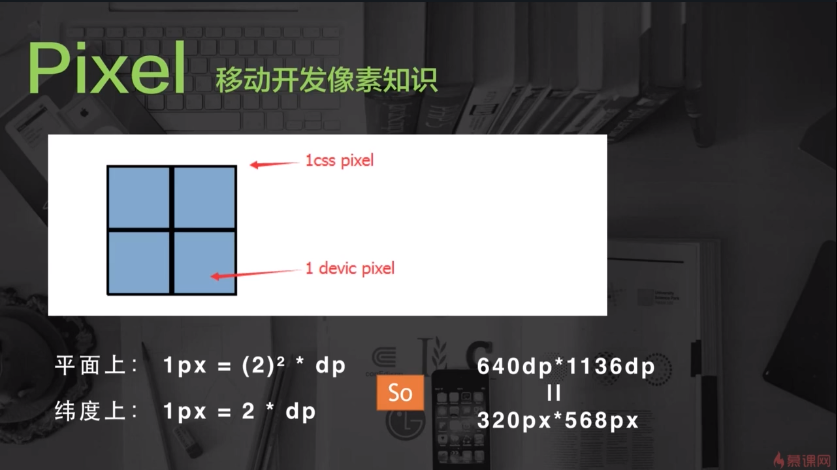 Pixel 移动开发像素知识
1css pixel
1 devic pixel
平面上： 1px = (2)² * dp
纬度上： 1px = 2 * dp
So
640dp*1136dp
=
320px*568px
慕课网